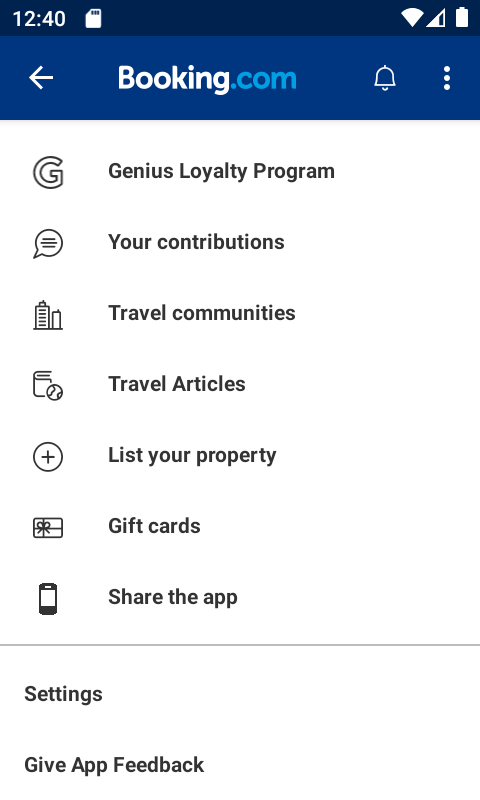 12:40
Booking.com
Genius Loyalty Program
Your contributions
Travel communities
Travel Articles
List your property
Gift cards
Share the app
Settings
Give App Feedback